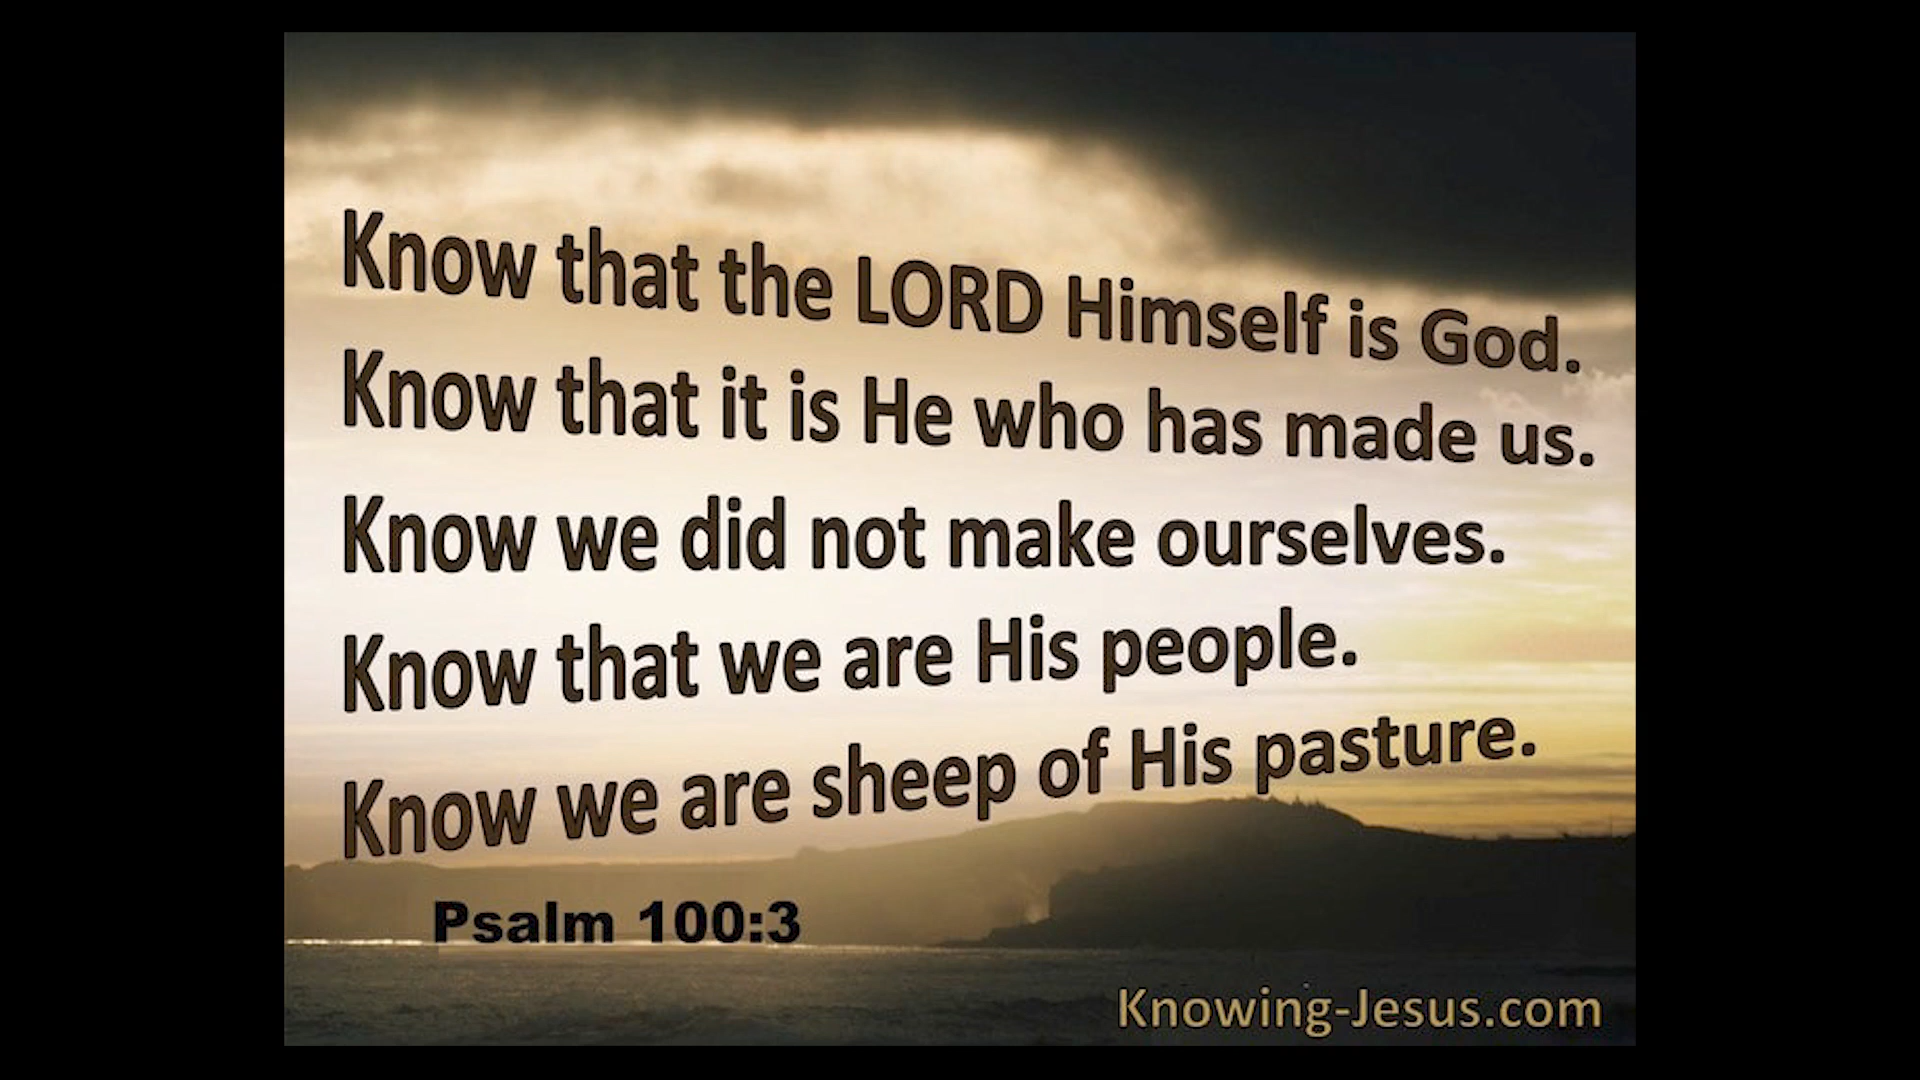 Know that the LORD Himself is God.
Know that it is He who has made us.
Know we did not make ourselves.
Know that we are His people.
Know we are sheep of His pasture.
Psalm 100:3
Knowing-Jesus.com